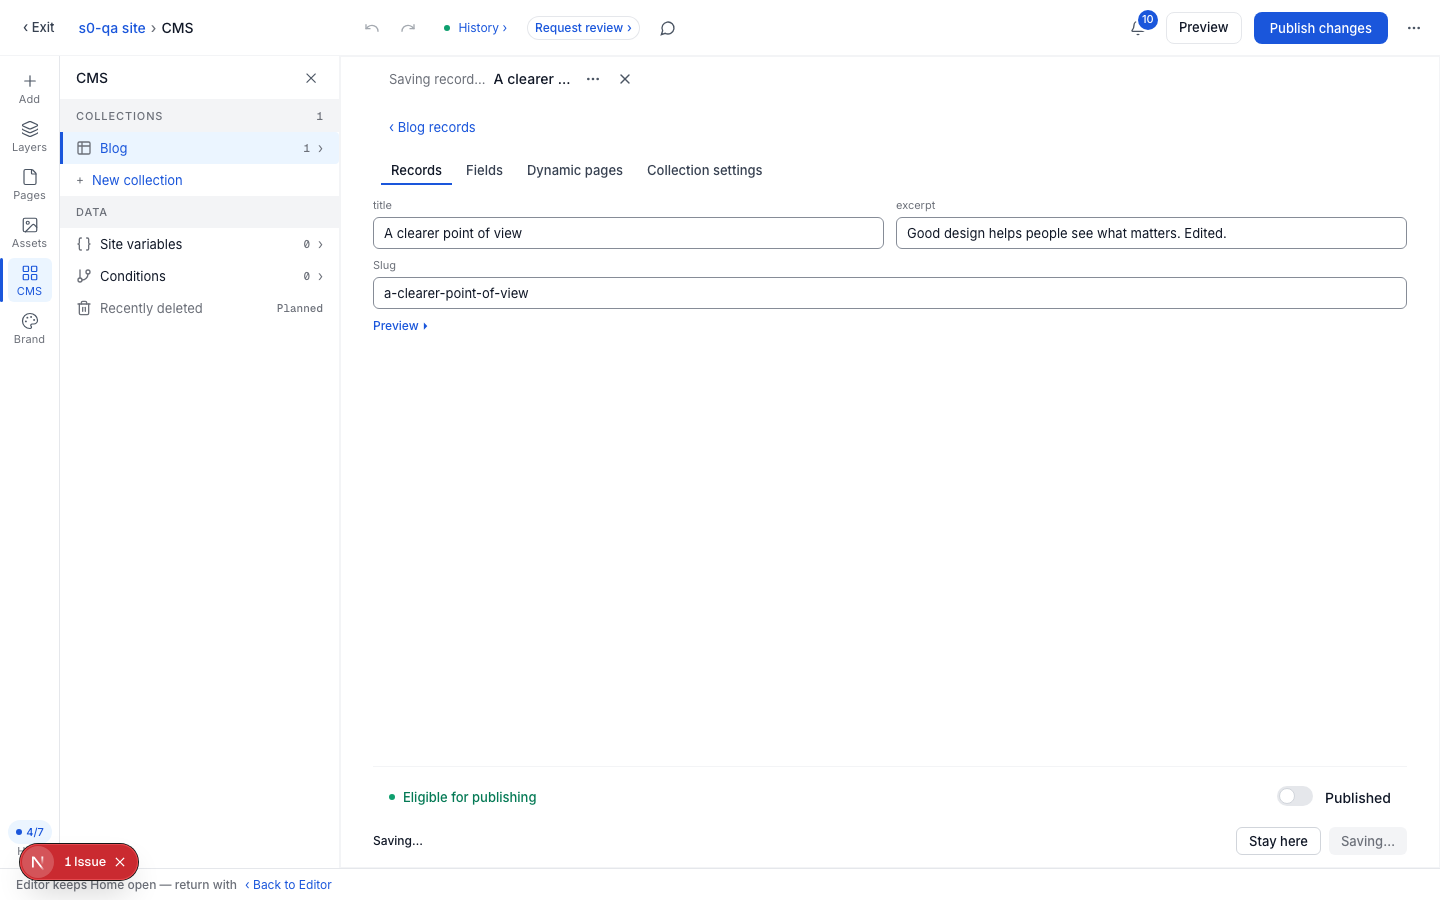 ‹ Exit
s0-qa site › CMS
History ›
Request review ›
10
Preview
Publish changes
Add
Layers
Pages
Assets
CMS
Brand
4/7
CMS
COLLECTIONS 1
Blog 1 ›
+ New collection
DATA
Site variables 0 ›
Conditions 0 ›
Recently deleted Planned
Saving record... A clearer ...
‹ Blog records
Records Fields Dynamic pages Collection settings
title
A clearer point of view
excerpt
Good design helps people see what matters. Edited.
Slug
a-clearer-point-of-view
Preview
Eligible for publishing
Published
Saving...
Stay here
Saving...
N 1 Issue
Editor keeps Home open — return with ‹ Back to Editor